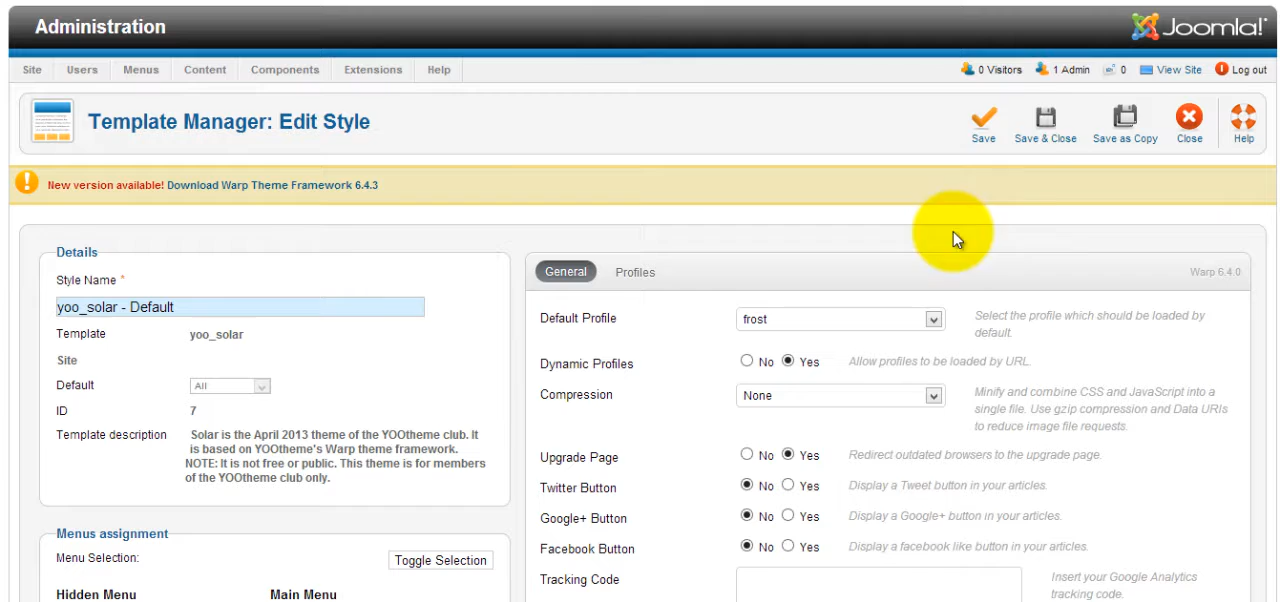 Administration
Joomla!
Site Users Menus Content Components Extensions Help
0 Visitors 1 Admin 0 View Site Log out
Template Manager: Edit Style
Save Save & Close Save as Copy Close Help
New version available! Download Warp Theme Framework 6.4.3
Details
Style Name *
yoo_solar - Default
Template yoo_solar
Site
Default All
ID 7
Template description Solar is the April 2013 theme of the YOOtheme club. It
is based on YOOtheme's Warp theme framework.
NOTE: It is not free or public. This theme is for members
of the YOOtheme club only.
Menus assignment
Menu Selection: Toggle Selection
Hidden Menu Main Menu
General Profiles Warp 6.4.0
Default Profile frost Select the profile which should be loaded by
default.
Dynamic Profiles No Yes Allow profiles to be loaded by URL.
Compression None Minify and combine CSS and JavaScript into a
single file. Use gzip compression and Data URIs
to reduce image file requests.
Upgrade Page No Yes Redirect outdated browsers to the upgrade page.
Twitter Button No Yes Display a Tweet button in your articles.
Google+ Button No Yes Display a Google+ button in your articles.
Facebook Button No Yes Display a facebook like button in your articles.
Tracking Code Insert your Google Analytics
tracking code.